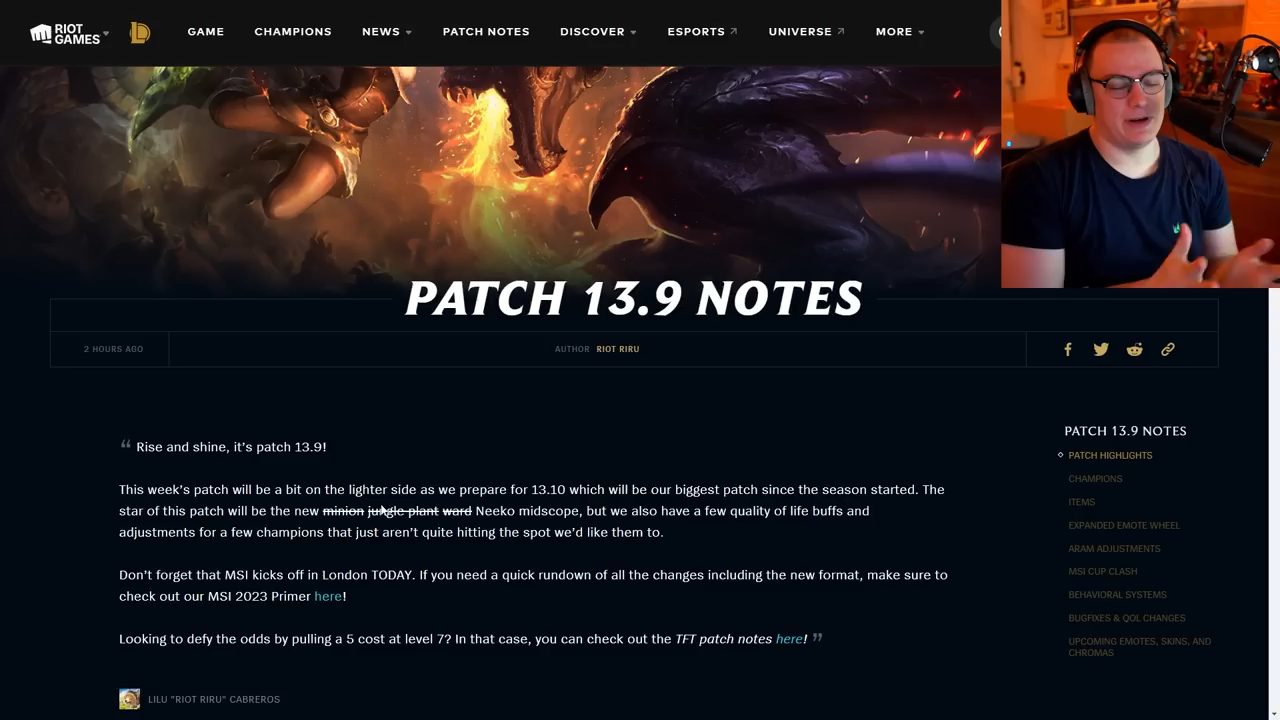 RIOT GAMES
GAME CHAMPIONS NEWS PATCH NOTES DISCOVER ESPORTS UNIVERSE MORE
PATCH 13.9 NOTES
2 HOURS AGO
AUTHOR RIOT RIRU
“ Rise and shine, it’s patch 13.9!
This week’s patch will be a bit on the lighter side as we prepare for 13.10 which will be our biggest patch since the season started. The
star of this patch will be the new minion jungle plant ward Neeko midscope, but we also have a few quality of life buffs and
adjustments for a few champions that just aren’t quite hitting the spot we’d like them to.
Don’t forget that MSI kicks off in London TODAY. If you need a quick rundown of all the changes including the new format, make sure to
check out our MSI 2023 Primer here!
Looking to defy the odds by pulling a 5 cost at level 7? In that case, you can check out the TFT patch notes here! ”
LILU "RIOT RIRU" CABREROS
PATCH 13.9 NOTES
PATCH HIGHLIGHTS
CHAMPIONS
ITEMS
EXPANDED EMOTE WHEEL
ARAM ADJUSTMENTS
MSI CUP CLASH
BEHAVIORAL SYSTEMS
BUGFIXES & QOL CHANGES
UPCOMING EMOTES, SKINS, AND
CHROMAS